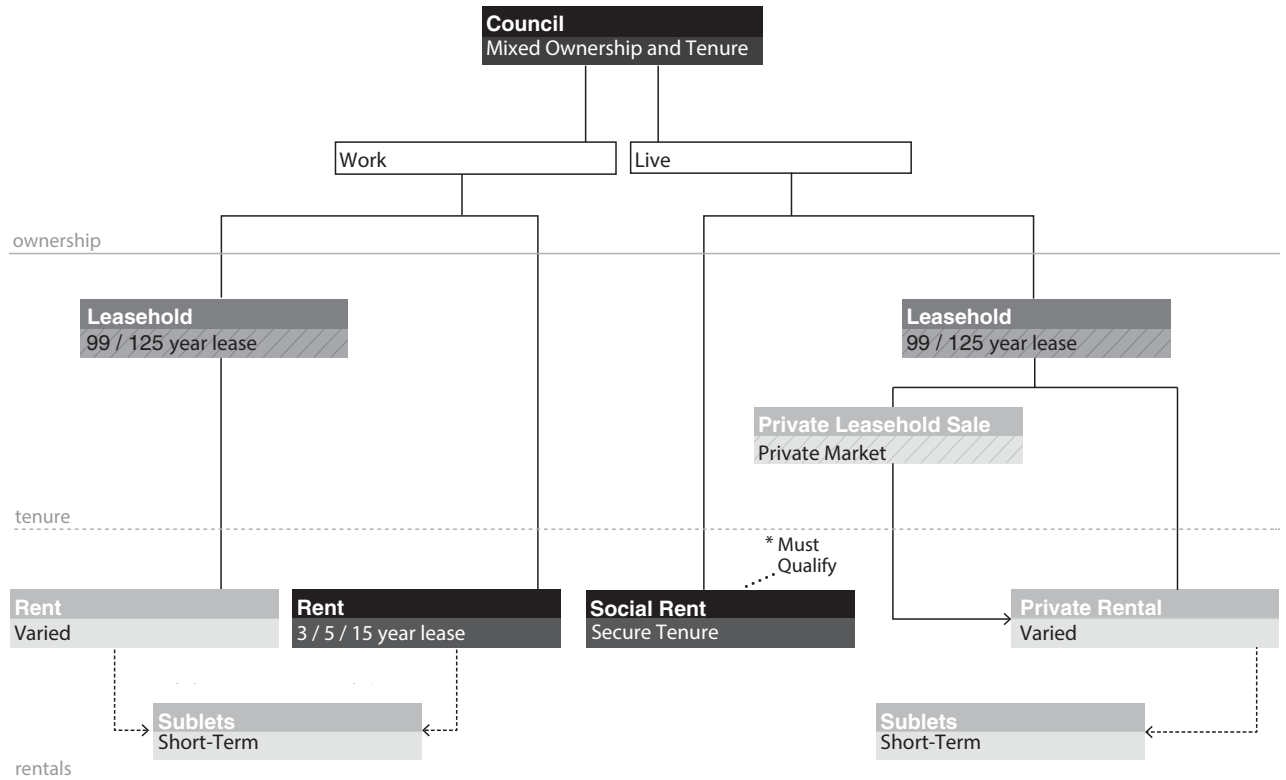 Council
Mixed Ownership and Tenure
Work
Live
ownership
Leasehold
99 / 125 year lease
Leasehold
99 / 125 year lease
Private Leasehold Sale
Private Market
tenure
* Must
Qualify
Rent
Varied
Rent
3 / 5 / 15 year lease
Social Rent
Secure Tenure
Private Rental
Varied
Sublets
Short-Term
Sublets
Short-Term
rentals